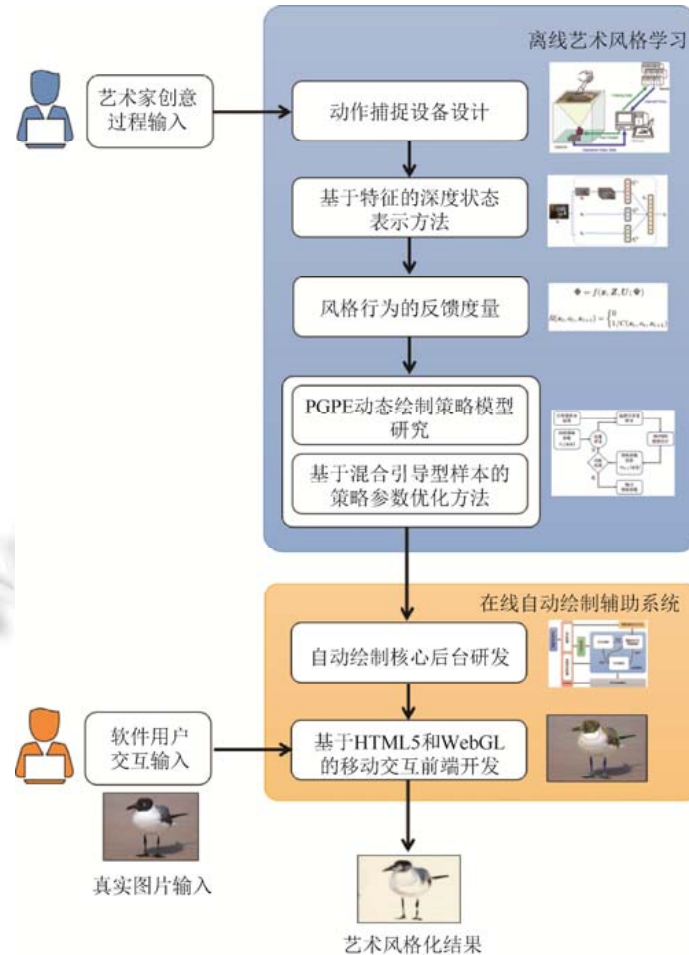 离线艺术风格学习
艺术家创意
过程输入
动作捕捉设备设计
基于特征的深度状态
表示方法
风格行为的反馈度量
PGPE动态绘制策略模型
研究
基于混合引导型样本的
策略参数优化方法
在线自动绘制辅助系统
自动绘制核心后台研发
软件用户
交互输入
基于HTML5和WebGL
的移动交互前端开发
真实图片输入
艺术风格化结果